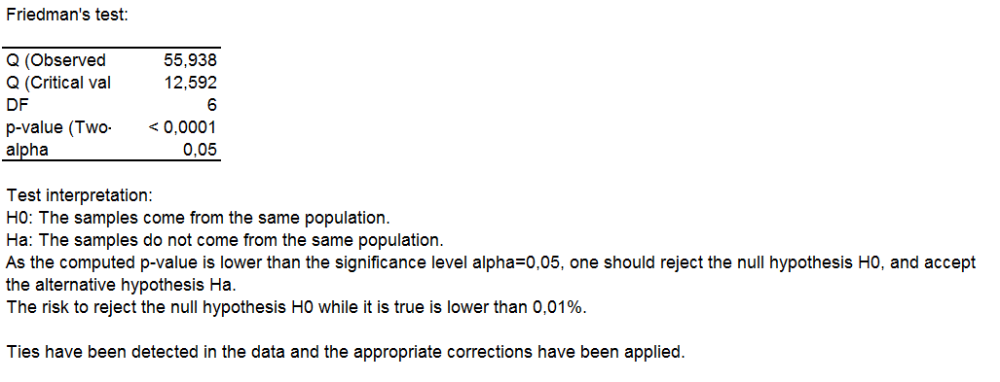 Friedman's test:
Q (Observed 55,938
Q (Critical val 12,592
DF 6
p-value (Two- < 0,0001
alpha 0,05
Test interpretation:
H0: The samples come from the same population.
Ha: The samples do not come from the same population.
As the computed p-value is lower than the significance level alpha=0,05, one should reject the null hypothesis H0, and accept
the alternative hypothesis Ha.
The risk to reject the null hypothesis H0 while it is true is lower than 0,01%.
Ties have been detected in the data and the appropriate corrections have been applied.